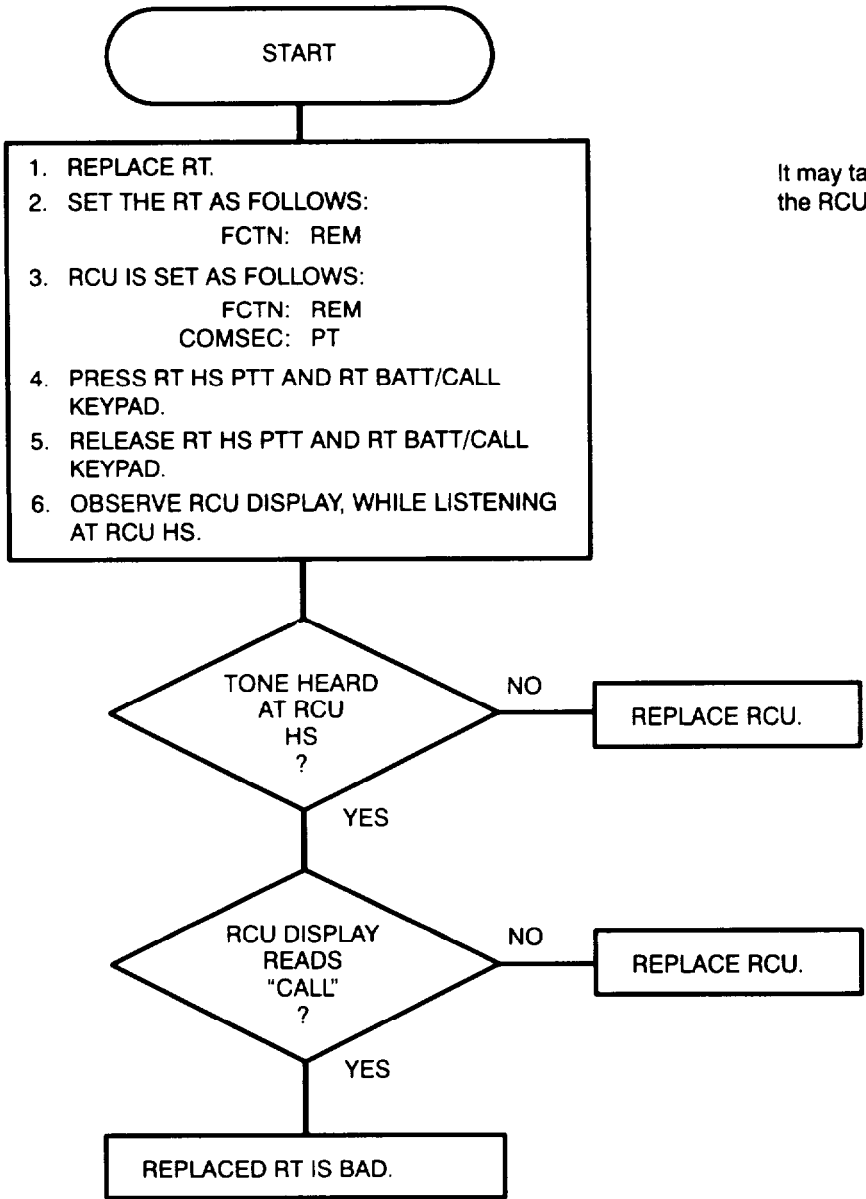 START
1. REPLACE RT.
2. SET THE RT AS FOLLOWS:
FCTN: REM
3. RCU IS SET AS FOLLOWS:
FCTN: REM
COMSEC: PT
4. PRESS RT HS PTT AND RT BATT/CALL
KEYPAD.
5. RELEASE RT HS PTT AND RT BATT/CALL
KEYPAD.
6. OBSERVE RCU DISPLAY, WHILE LISTENING
AT RCU HS.
It may ta
the RCU
TONE HEARD
AT RCU
HS
?
NO
REPLACE RCU.
YES
RCU DISPLAY
READS
"CALL"
?
NO
REPLACE RCU.
YES
REPLACED RT IS BAD.